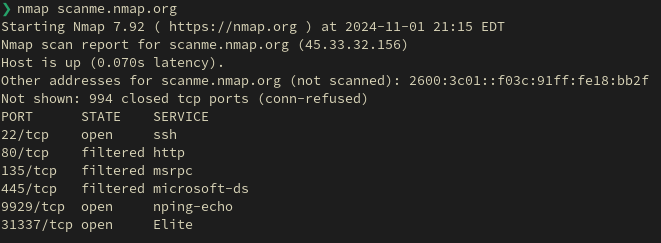 ❯ nmap scanme.nmap.org
Starting Nmap 7.92 ( https://nmap.org ) at 2024-11-01 21:15 EDT
Nmap scan report for scanme.nmap.org (45.33.32.156)
Host is up (0.070s latency).
Other addresses for scanme.nmap.org (not scanned): 2600:3c01::f03c:91ff:fe18:bb2f
Not shown: 994 closed tcp ports (conn-refused)
PORT      STATE    SERVICE
22/tcp    open     ssh
80/tcp    filtered http
135/tcp   filtered msrpc
445/tcp   filtered microsoft-ds
9929/tcp  open     nping-echo
31337/tcp open     Elite